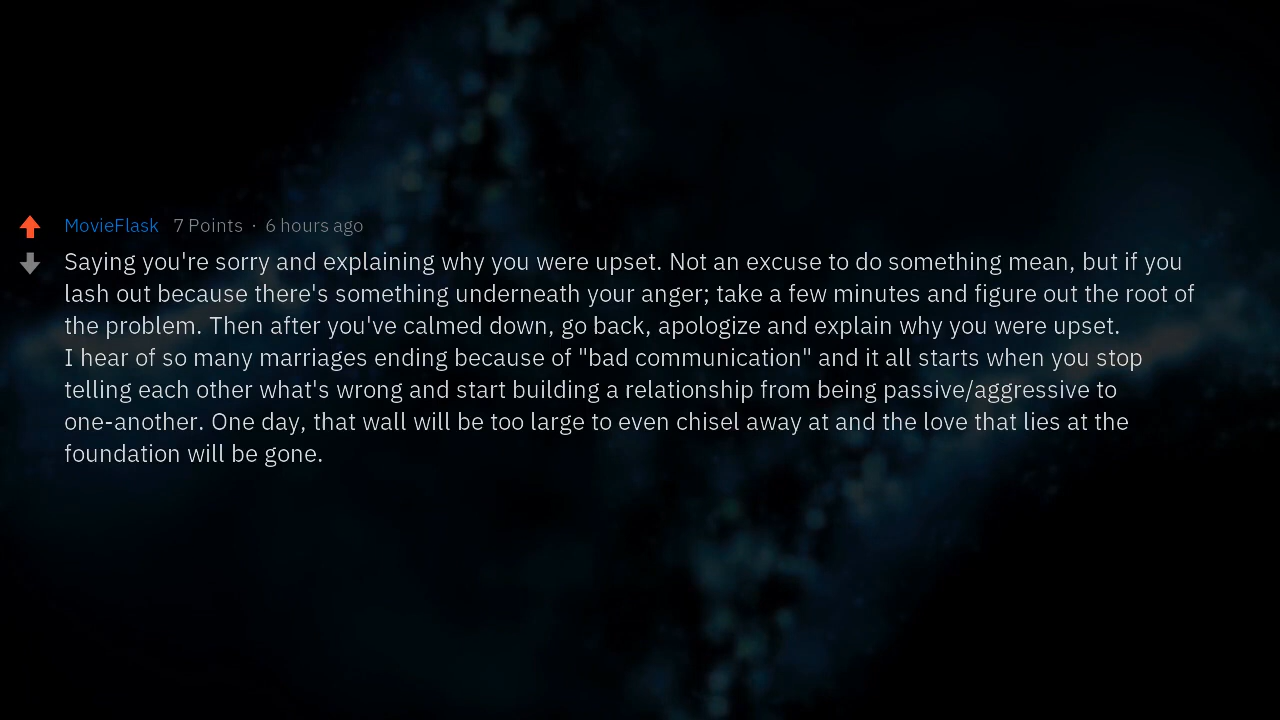 MovieFlask 7 Points · 6 hours ago
Saying you're sorry and explaining why you were upset. Not an excuse to do something mean, but if you
lash out because there's something underneath your anger; take a few minutes and figure out the root of
the problem. Then after you've calmed down, go back, apologize and explain why you were upset.
I hear of so many marriages ending because of "bad communication" and it all starts when you stop
telling each other what's wrong and start building a relationship from being passive/aggressive to
one-another. One day, that wall will be too large to even chisel away at and the love that lies at the
foundation will be gone.